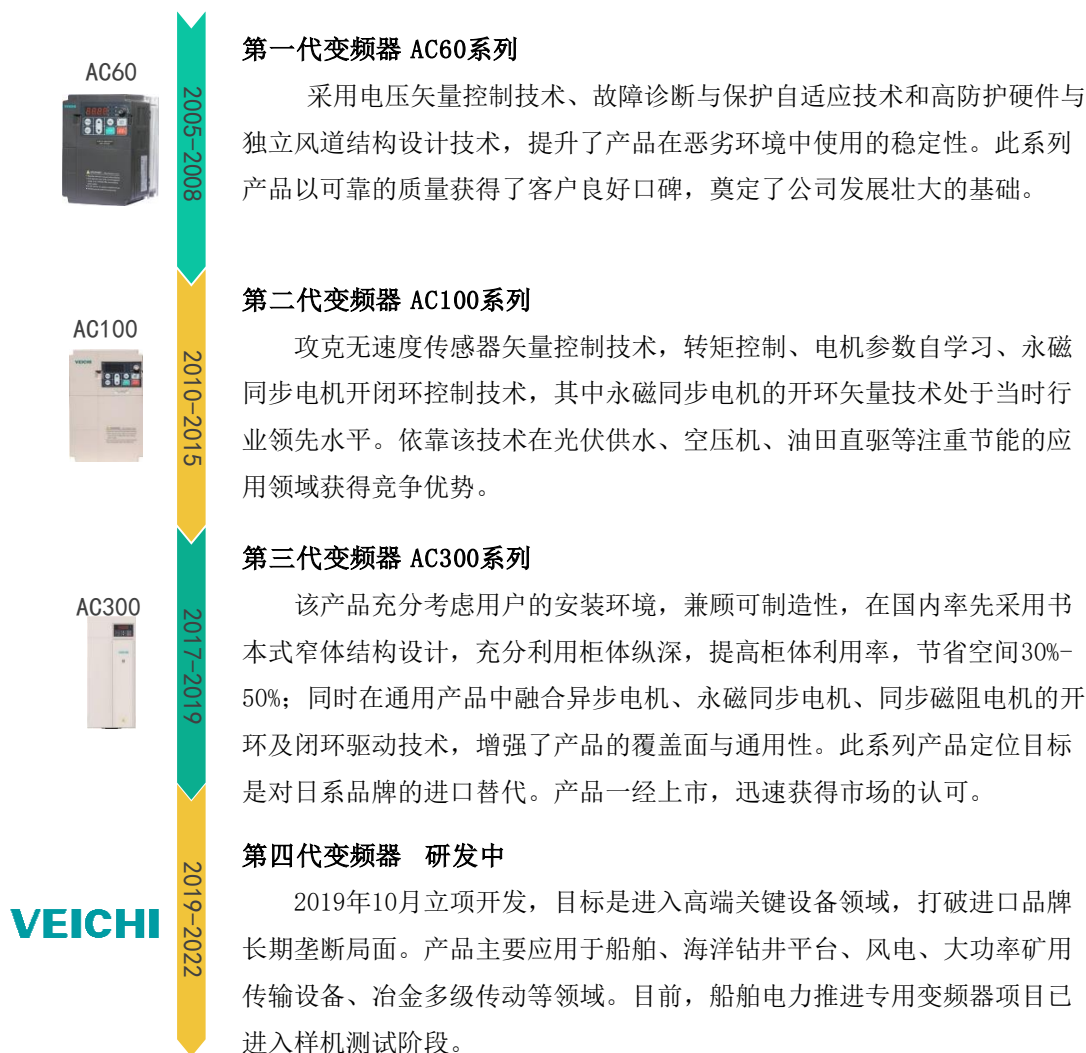 AC60
2005-2008
第一代变频器 AC60系列
采用电压矢量控制技术、故障诊断与保护自适应技术和高防护硬件与
独立风道结构设计技术，提升了产品在恶劣环境中使用的稳定性。此系列
产品以可靠的质量获得了客户良好口碑，奠定了公司发展壮大的基础。
AC100
VEICHI
2010-2015
第二代变频器 AC100系列
攻克无速度传感器矢量控制技术，转矩控制、电机参数自学习、永磁
同步电机开闭环控制技术，其中永磁同步电机的开环矢量技术处于当时行
业领先水平。依靠该技术在光伏供水、空压机、油田直驱等注重节能的应
用领域获得竞争优势。
AC300
2017-2019
第三代变频器 AC300系列
该产品充分考虑用户的安装环境，兼顾可制造性，在国内率先采用书
本式窄体结构设计，充分利用柜体纵深，提高柜体利用率，节省空间30%-
50%；同时在通用产品中融合异步电机、永磁同步电机、同步磁阻电机的开
环及闭环驱动技术，增强了产品的覆盖面与通用性。此系列产品定位目标
是对日系品牌的进口替代。产品一经上市，迅速获得市场的认可。
VEICHI
2019-2022
第四代变频器 研发中
2019年10月立项开发，目标是进入高端关键设备领域，打破进口品牌
长期垄断局面。产品主要应用于船舶、海洋钻井平台、风电、大功率矿用
传输设备、冶金多级传动等领域。目前，船舶电力推进专用变频器项目已
进入样机测试阶段。